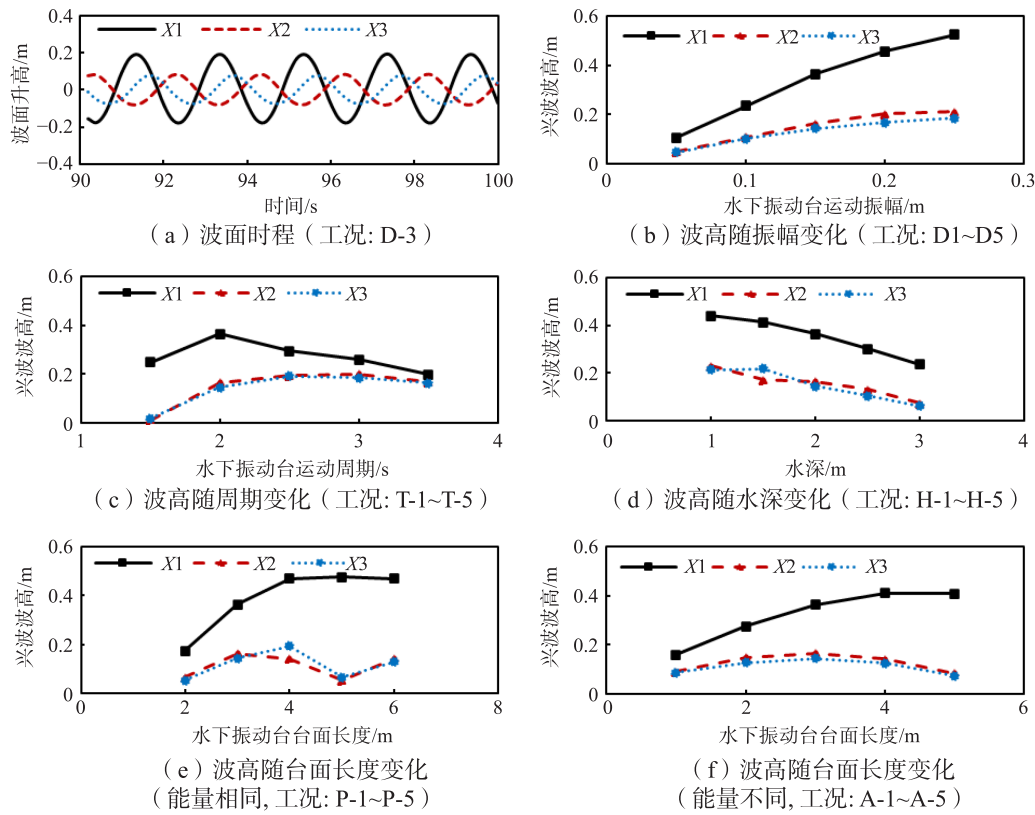 0.4
X1 X2 X3
0.2
0
−0.2
−0.4
90 92 94 96 98 100
波面升高/m
时间/s
（a）波面时程（工况: D-3）
0.6
X1 X2 X3
0.4
0.2
0
0 0.1 0.2 0.3
兴波波高/m
水下振动台运动振幅/m
（b）波高随振幅变化（工况: D1~D5）
0.6
X1 X2 X3
0.4
0.2
0
1 2 3 4
兴波波高/m
水下振动台运动周期/s
（c）波高随周期变化（工况: T-1~T-5）
0.6
X1 X2 X3
0.4
0.2
0
0 1 2 3 4
兴波波高/m
水深/m
（d）波高随水深变化（工况: H-1~H-5）
0.6
X1 X2 X3
0.4
0.2
0
0 2 4 6 8
兴波波高/m
水下振动台台面长度/m
（e）波高随台面长度变化
（能量相同, 工况: P-1~P-5）
0.6
X1 X2 X3
0.4
0.2
0
0 2 4 6
兴波波高/m
水下振动台台面长度/m
（f）波高随台面长度变化
（能量不同, 工况: A-1~A-5）